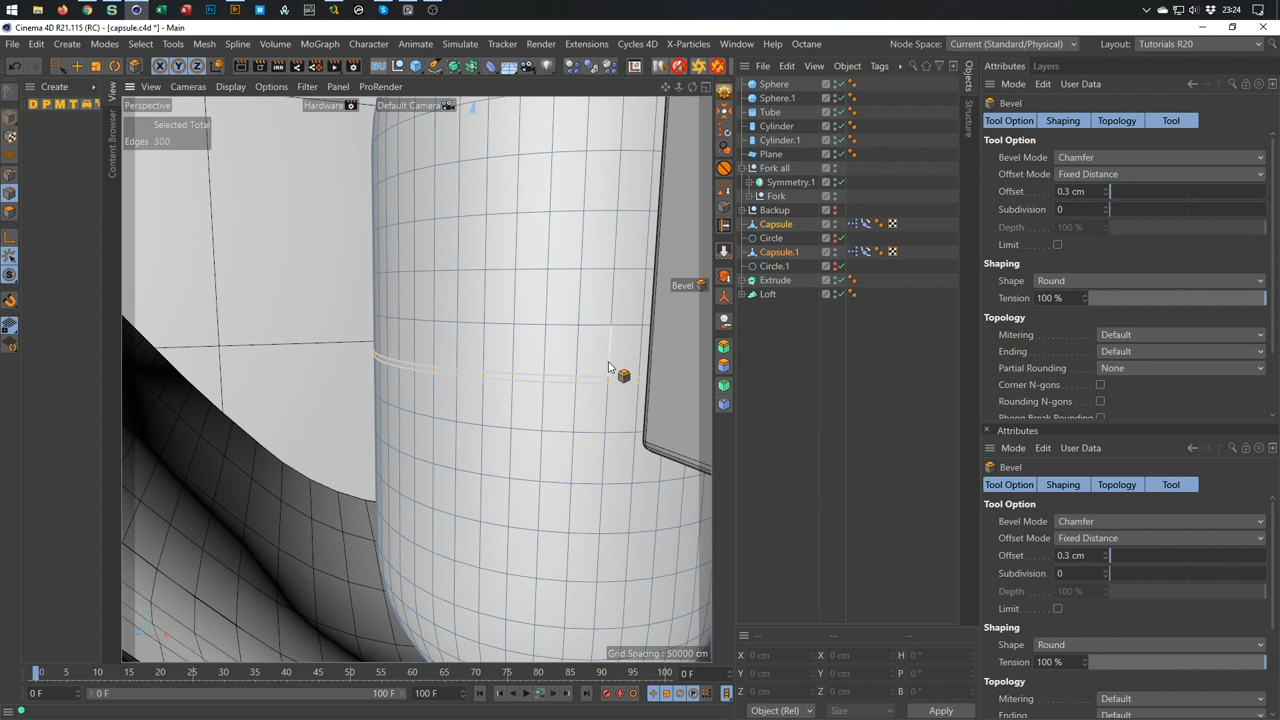 23:24
Cinema 4D R21.115 (RC) - [capsule.c4d *] - Main
File Edit Create Modes Select Tools Mesh Spline Volume MoGraph Character Animate Simulate Tracker Render Extensions Cycles 4D X-Particles Window Help Octane
Node Space: Current (Standard/Physical) Layout: Tutorials R20
Create
D P M T
Content Browser
View Cameras Display Options Filter Panel ProRender
Perspective Hardware Default Camera
Selected Total
Edges 300
Bevel
Grid Spacing : 50000 cm
File Edit View Object Tags
Sphere
Sphere.1
Tube
Cylinder
Cylinder.1
Plane
Fork all
Symmetry.1
Fork
Backup
Capsule
Circle
Capsule.1
Circle.1
Extrude
Loft
Objects
Structure
Attributes Layers
Mode Edit User Data
Bevel
Tool Option Shaping Topology Tool
Tool Option
Bevel Mode Chamfer
Offset Mode Fixed Distance
Offset 0.3 cm
Subdivision 0
Depth 100 %
Limit
Shaping
Shape Round
Tension 100 %
Topology
Mitering Default
Ending Default
Partial Rounding None
Corner N-gons
Rounding N-gons
Phong Break Rounding
Attributes
Mode Edit User Data
Bevel
Tool Option Shaping Topology Tool
Tool Option
Bevel Mode Chamfer
Offset Mode Fixed Distance
Offset 0.3 cm
Subdivision 0
Depth 100 %
Limit
Shaping
Shape Round
Tension 100 %
Topology
Mitering Default
Ending Default
0 5 10 15 20 25 30 35 40 45 50 55 60 65 70 75 80 85 90 95 100 0 F
0 F 0 F 100 F 100 F
-- -- --
X 0 cm X 0 cm H 0 °
Y 0 cm Y 0 cm P 0 °
Z 0 cm Z 0 cm B 0 °
Object (Rel) Size Apply